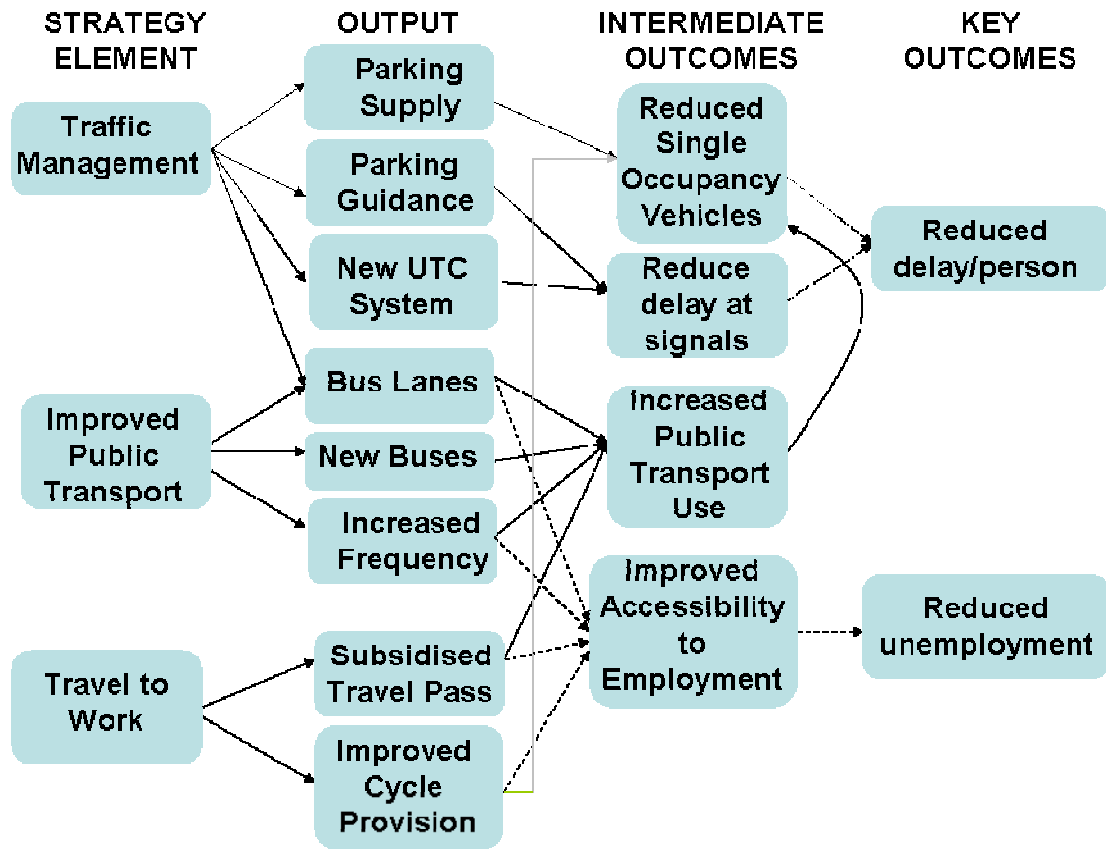 STRATEGY
ELEMENT
OUTPUT
INTERMEDIATE
OUTCOMES
KEY
OUTCOMES
Traffic
Management
Improved
Public
Transport
Travel to
Work
Parking
Supply
Parking
Guidance
New UTC
System
Bus Lanes
New Buses
Increased
Frequency
Subsidised
Travel Pass
Improved
Cycle
Provision
Reduced
Single
Occupancy
Vehicles
Reduce
delay at
signals
Increased
Public
Transport
Use
Improved
Accessibility
to
Employment
Reduced
delay/person
Reduced
unemployment